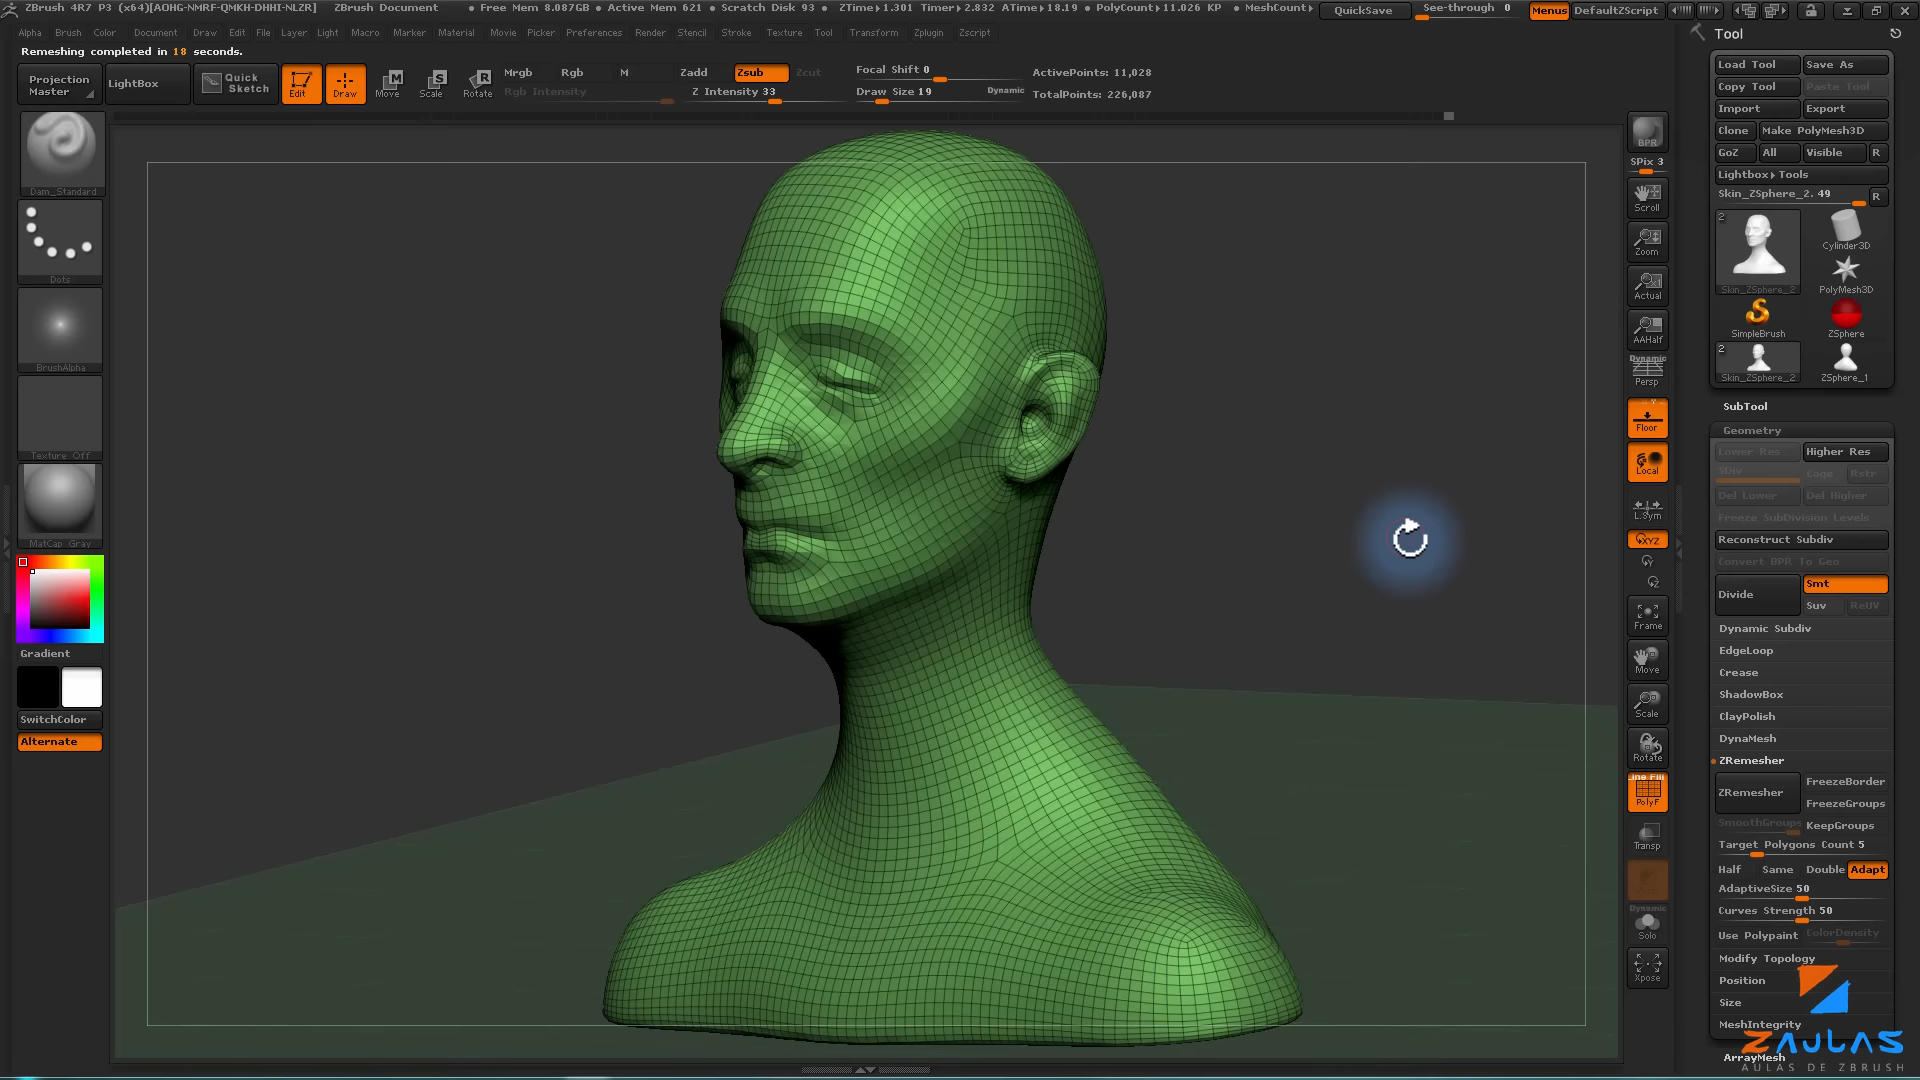 ZBrush 4R7 P3 (x64)[AOHG-NMRF-QMKH-DHHI-NLZR] ZBrush Document • Free Mem 8.087GB • Active Mem 621 • Scratch Disk 93 • ZTime▸1.301 Timer▸2.832 ATime▸18.19 • PolyCount▸11.026 KP • MeshCount▸ QuickSave See-through 0 Menus DefaultZScript
Alpha Brush Color Document Draw Edit File Layer Light Macro Marker Material Movie Picker Preferences Render Stencil Stroke Texture Tool Transform Zplugin Zscript
Remeshing completed in 18 seconds.
Projection Master
LightBox
Quick Sketch
Edit
Draw
Move
Scale
Rotate
Mrgb Rgb M
Rgb Intensity
Zadd Zsub Zcut
Z Intensity 33
Focal Shift 0
Draw Size 19
Dynamic
ActivePoints: 11,028
TotalPoints: 226,087
Dam_Standard
Dots
BrushAlpha
Texture Off
MatCap Gray
Gradient
SwitchColor
Alternate
BPR
SPix 3
Scroll
Zoom
Actual
AAHalf
Dynamic
Persp
Floor
Local
L.Sym
XYZ
Y
Z
Frame
Move
Scale
Rotate
Line Fill
PolyF
Transp
Dynamic
Solo
Xpose
Tool
Load Tool Save As
Copy Tool Paste Tool
Import Export
Clone Make PolyMesh3D
GoZ All Visible R
Lightbox▸Tools
Skin_ZSphere_2. 49 R
2
Skin_ZSphere_2
Cylinder3D
PolyMesh3D
SimpleBrush
ZSphere
2
Skin_ZSphere_2
ZSphere_1
SubTool
Geometry
Lower Res Higher Res
SDiv Cage Rstr
Del Lower Del Higher
Freeze SubDivision Levels
Reconstruct Subdiv
Convert BPR To Geo
Divide Smt
Suv ReUV
Dynamic Subdiv
EdgeLoop
Crease
ShadowBox
ClayPolish
DynaMesh
ZRemesher
ZRemesher FreezeBorder
FreezeGroups
SmoothGroups KeepGroups
Target Polygons Count 5
Half Same Double Adapt
AdaptiveSize 50
Curves Strength 50
Use Polypaint ColorDensity
Modify Topology
Position
Size
MeshIntegrity
ArrayMesh
ZAULAS
AULAS DE ZBRUSH